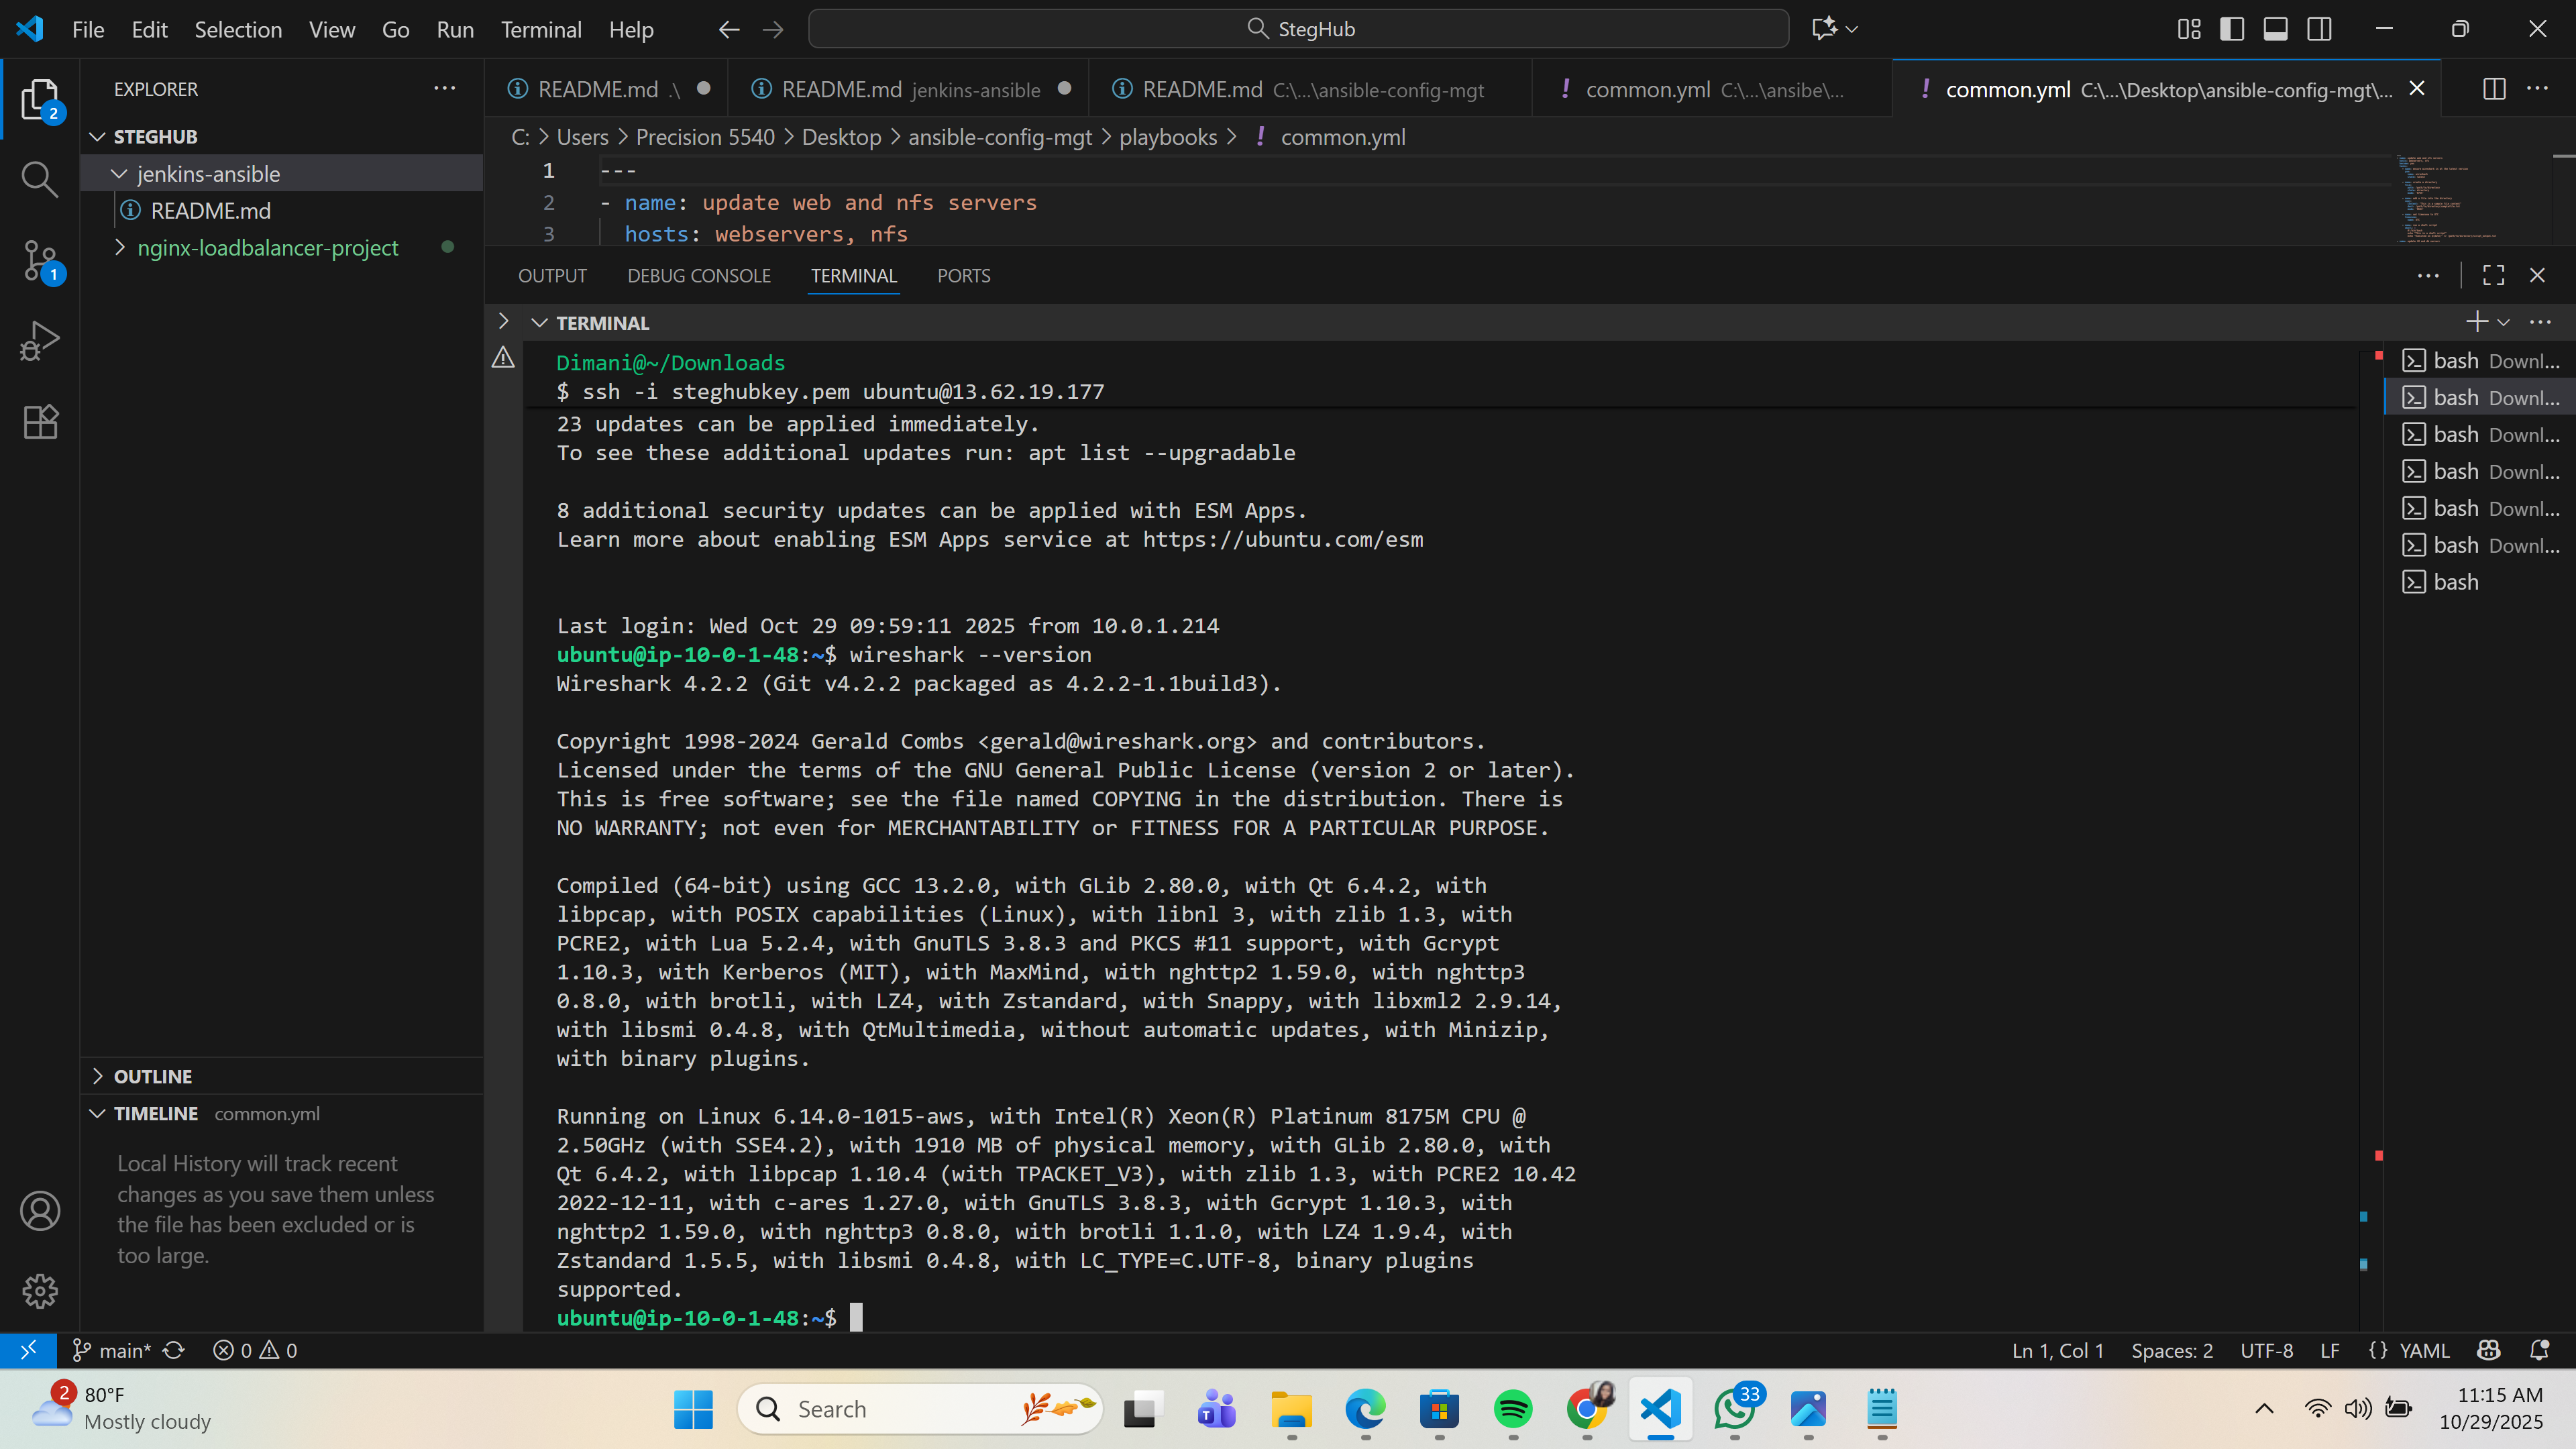 File Edit Selection View Go Run Terminal Help
StegHub
EXPLORER
2
STEGHUB
jenkins-ansible
README.md
nginx-loadbalancer-project
1
README.md .\
README.md jenkins-ansible
README.md C:\...\ansible-config-mgt
! common.yml C:\...\ansibe\...
! common.yml C:\...\Desktop\ansible-config-mgt\...
C: > Users > Precision 5540 > Desktop > ansible-config-mgt > playbooks > ! common.yml
1 ---
2 - name: update web and nfs servers
3 hosts: webservers, nfs
OUTPUT DEBUG CONSOLE TERMINAL PORTS
TERMINAL
Dimani@~/Downloads
$ ssh -i steghubkey.pem ubuntu@13.62.19.177
23 updates can be applied immediately.
To see these additional updates run: apt list --upgradable
8 additional security updates can be applied with ESM Apps.
Learn more about enabling ESM Apps service at https://ubuntu.com/esm
Last login: Wed Oct 29 09:59:11 2025 from 10.0.1.214
ubuntu@ip-10-0-1-48:~$ wireshark --version
Wireshark 4.2.2 (Git v4.2.2 packaged as 4.2.2-1.1build3).
Copyright 1998-2024 Gerald Combs <gerald@wireshark.org> and contributors.
Licensed under the terms of the GNU General Public License (version 2 or later).
This is free software; see the file named COPYING in the distribution. There is
NO WARRANTY; not even for MERCHANTABILITY or FITNESS FOR A PARTICULAR PURPOSE.
Compiled (64-bit) using GCC 13.2.0, with GLib 2.80.0, with Qt 6.4.2, with
libpcap, with POSIX capabilities (Linux), with libnl 3, with zlib 1.3, with
PCRE2, with Lua 5.2.4, with GnuTLS 3.8.3 and PKCS #11 support, with Gcrypt
1.10.3, with Kerberos (MIT), with MaxMind, with nghttp2 1.59.0, with nghttp3
0.8.0, with brotli, with LZ4, with Zstandard, with Snappy, with libxml2 2.9.14,
with libsmi 0.4.8, with QtMultimedia, without automatic updates, with Minizip,
with binary plugins.
Running on Linux 6.14.0-1015-aws, with Intel(R) Xeon(R) Platinum 8175M CPU @
2.50GHz (with SSE4.2), with 1910 MB of physical memory, with GLib 2.80.0, with
Qt 6.4.2, with libpcap 1.10.4 (with TPACKET_V3), with zlib 1.3, with PCRE2 10.42
2022-12-11, with c-ares 1.27.0, with GnuTLS 3.8.3, with Gcrypt 1.10.3, with
nghttp2 1.59.0, with nghttp3 0.8.0, with brotli 1.1.0, with LZ4 1.9.4, with
Zstandard 1.5.5, with libsmi 0.4.8, with LC_TYPE=C.UTF-8, binary plugins
supported.
ubuntu@ip-10-0-1-48:~$
bash Downl...
bash Downl...
bash Downl...
bash Downl...
bash Downl...
bash Downl...
bash
OUTLINE
TIMELINE common.yml
Local History will track recent
changes as you save them unless
the file has been excluded or is
too large.
main* 0 0
Ln 1, Col 1 Spaces: 2 UTF-8 LF {} YAML
2
80°F
Mostly cloudy
Search
33
11:15 AM
10/29/2025